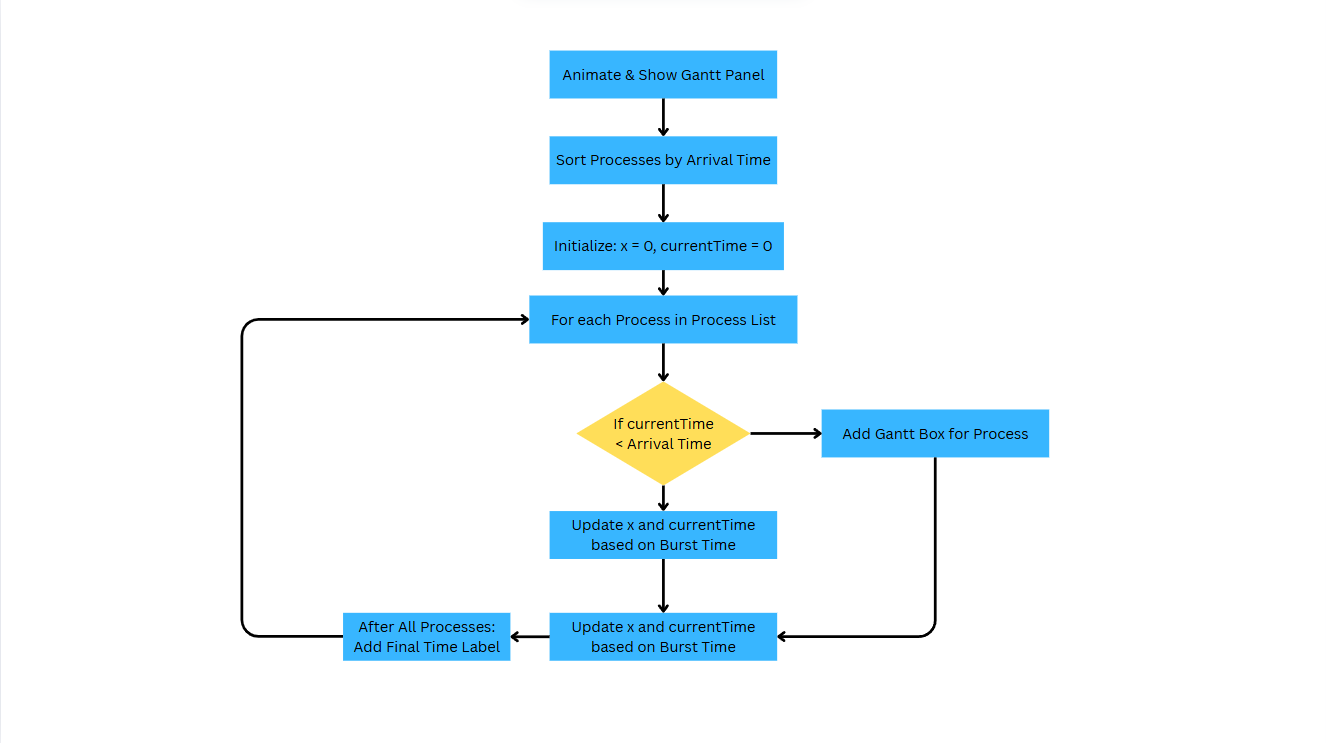 Animate & Show Gantt Panel
Sort Processes by Arrival Time
Initialize: x = 0, currentTime = 0
For each Process in Process List
If currentTime
< Arrival Time
Add Gantt Box for Process
Update x and currentTime
based on Burst Time
Update x and currentTime
based on Burst Time
After All Processes:
Add Final Time Label